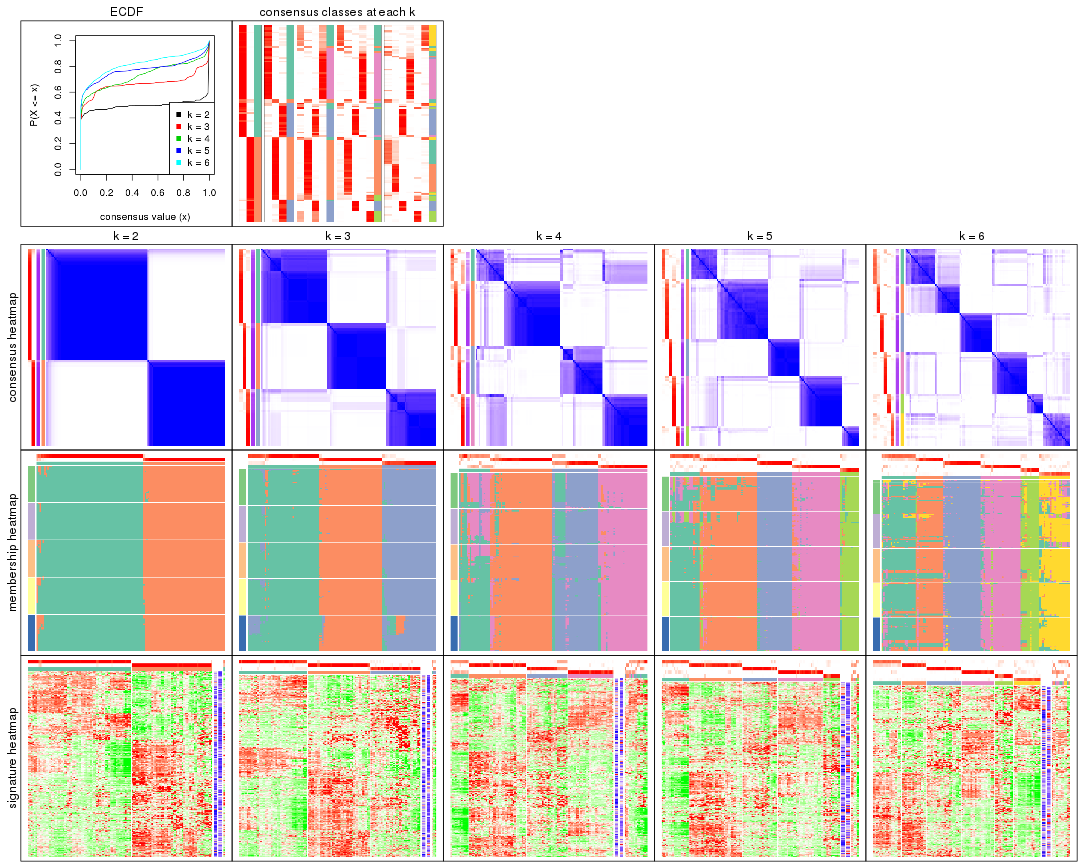 ECDF
consensus classes at each k
P(X <= x)
0.0
0.2
0.4
0.6
0.8
1.0
k = 2
k = 3
k = 4
k = 5
k = 6
0.0 0.2 0.4 0.6 0.8 1.0
consensus value (x)
k = 2
k = 3
k = 4
k = 5
k = 6
consensus heatmap
membership heatmap
signature heatmap